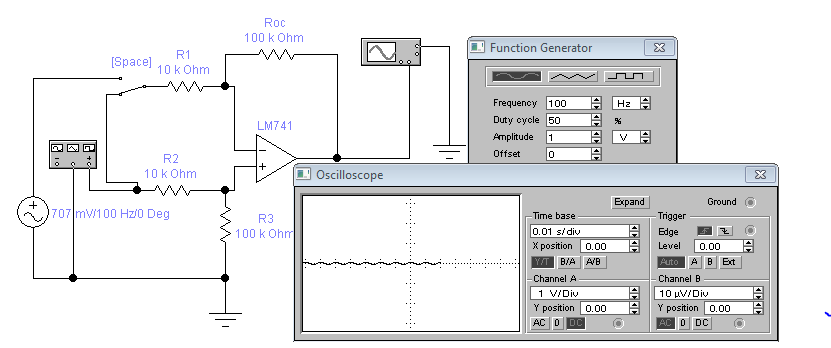 Roc
100 k Ohm
[Space]
R1
10 k Ohm
LM741
−
+
R2
10 k Ohm
R3
100 k Ohm
707 mV/100 Hz/0 Deg
Function Generator
Frequency 100 Hz
Duty cycle 50 %
Amplitude 1 V
Offset 0
Oscilloscope
Expand Ground
Time base
0.01 s/div
X position 0.00
Y/T B/A A/B
Trigger
Edge
Level 0.00
Auto A B Ext
Channel A
1 V/Div
Y position 0.00
AC 0 DC
Channel B
10 µV/Div
Y position 0.00
AC 0 DC